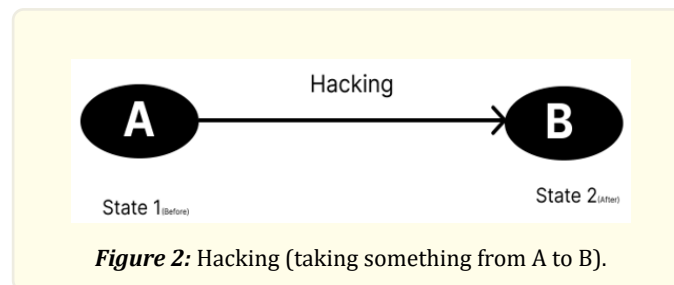 Hacking
A
B
State 1(Before)
State 2(After)
Figure 2: Hacking (taking something from A to B).